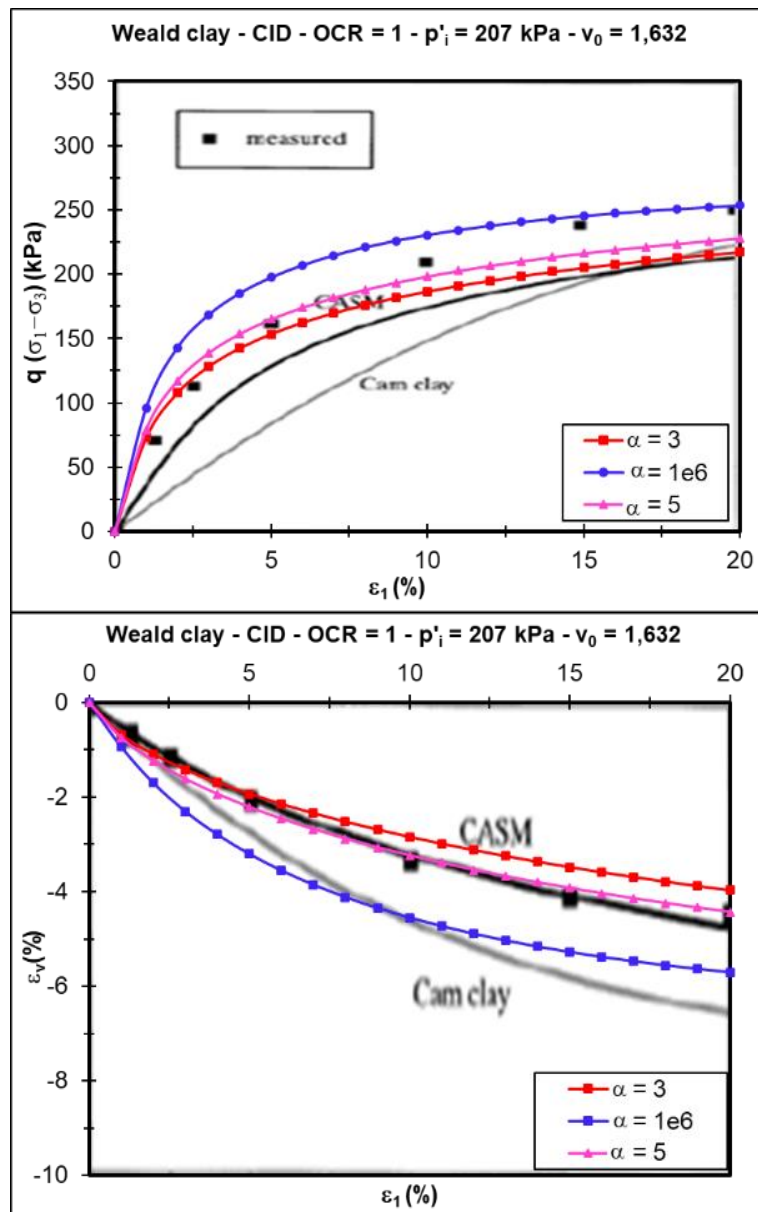 Weald clay - CID - OCR = 1 - p'i = 207 kPa - v0 = 1,632
350
300
250
200
150
100
50
0
q (σ1−σ3)(kPa)
measured
CASM
Cam clay
α = 3
α = 1e6
α = 5
0
5
10
15
20
ε1(%)
Weald clay - CID - OCR = 1 - p'i = 207 kPa - v0 = 1,632
0
5
10
15
20
0
-2
-4
-6
-8
-10
εv(%)
CASM
Cam clay
α = 3
α = 1e6
α = 5
ε1(%)